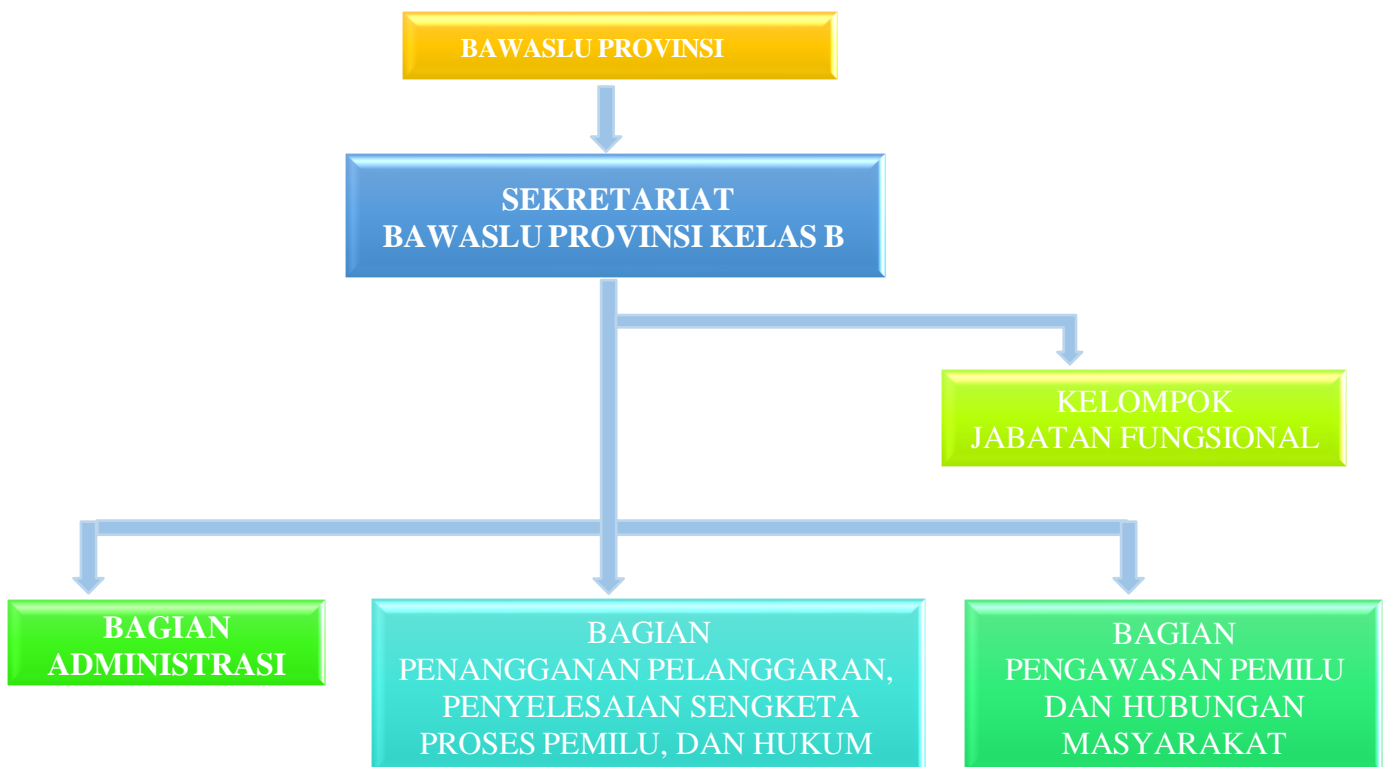 BAWASLU PROVINSI
SEKRETARIAT
BAWASLU PROVINSI KELAS B
KELOMPOK
JABATAN FUNGSIONAL
BAGIAN
ADMINISTRASI
BAGIAN
PENANGGANAN PELANGGARAN,
PENYELESAIAN SENGKETA
PROSES PEMILU, DAN HUKUM
BAGIAN
PENGAWASAN PEMILU
DAN HUBUNGAN
MASYARAKAT